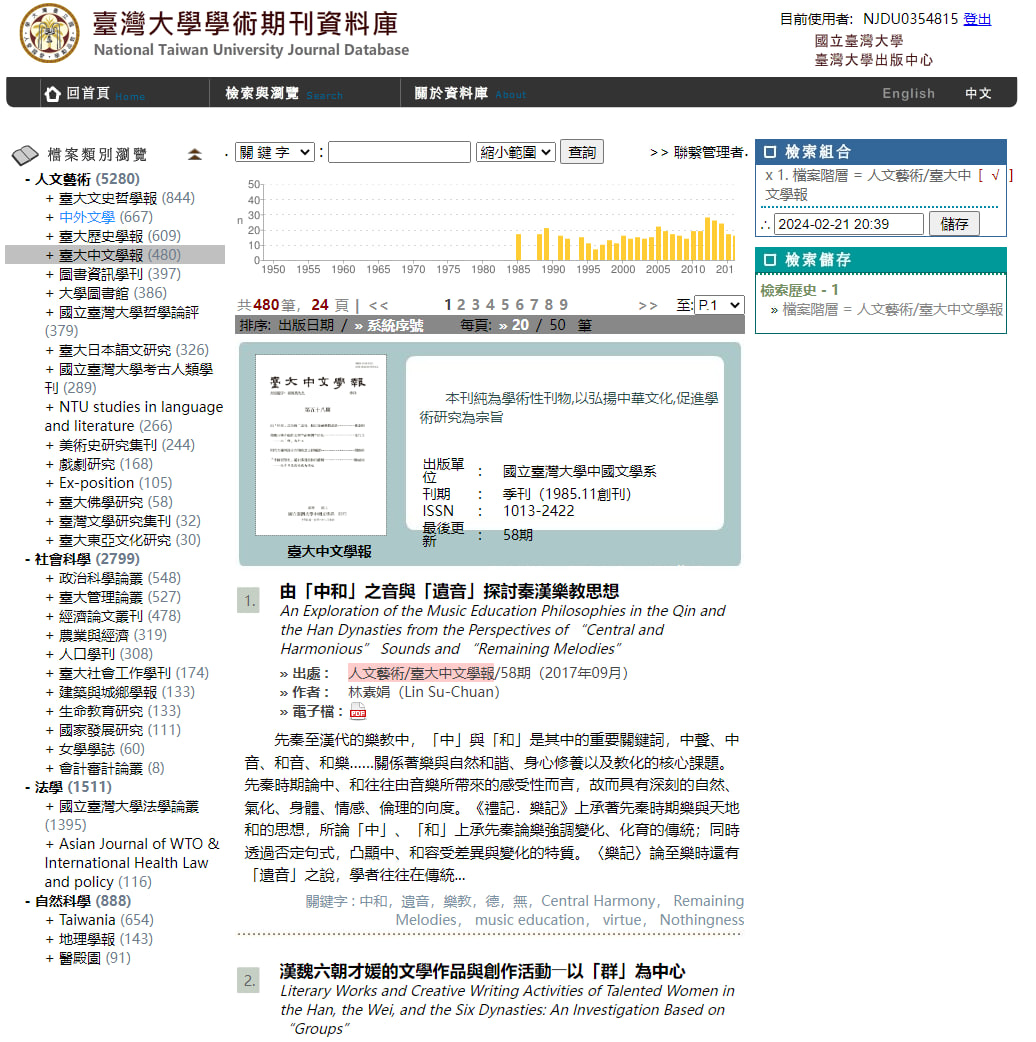 臺灣大學學術期刊資料庫
National Taiwan University Journal Database
目前使用者: NJDU0354815 登出
國立臺灣大學
臺灣大學出版中心
回首頁 Home 檢索與瀏覽 Search 關於資料庫 About English 中文
檔案類別瀏覽
- 人文藝術 (5280)
+ 臺大文史哲學報 (844)
+ 中外文學 (667)
+ 臺大歷史學報 (609)
+ 臺大中文學報 (480)
+ 圖書資訊學刊 (397)
+ 大學圖書館 (386)
+ 國立臺灣大學哲學論評
(379)
+ 臺大日本語文研究 (326)
+ 國立臺灣大學考古人類學
刊 (289)
+ NTU studies in language
and literature (266)
+ 美術史研究集刊 (244)
+ 戲劇研究 (168)
+ Ex-position (105)
+ 臺大佛學研究 (58)
+ 臺灣文學研究集刊 (32)
+ 臺大東亞文化研究 (30)
- 社會科學 (2799)
+ 政治科學論叢 (548)
+ 臺大管理論叢 (527)
+ 經濟論文叢刊 (478)
+ 農業與經濟 (319)
+ 人口學刊 (308)
+ 臺大社會工作學刊 (174)
+ 建築與城鄉學報 (133)
+ 生命教育研究 (133)
+ 國家發展研究 (111)
+ 女學學誌 (60)
+ 會計審計論叢 (8)
- 法學 (1511)
+ 國立臺灣大學法學論叢
(1395)
+ Asian Journal of WTO &
International Health Law
and policy (116)
- 自然科學 (888)
+ Taiwania (654)
+ 地理學報 (143)
+ 醫殿園 (91)
. 關 鍵 字 : 縮小範圍 查詢 >> 聯繫管理者.
50
40
n 30
20
10
0
1950 1955 1960 1965 1970 1975 1980 1985 1990 1995 2000 2005 2010 201
共480筆，24 頁 | << 1 2 3 4 5 6 7 8 9 >> 至:P.1
排序: 出版日期 / » 系統序號 每頁: » 20 / 50 筆
臺大中文學報
第五十八期
臺大中文學報
本刊純為學術性刊物,以弘揚中華文化,促進學
術研究為宗旨
出版單位 : 國立臺灣大學中國文學系
刊期 : 季刊（1985.11創刊）
ISSN : 1013-2422
最後更新 : 58期
1. 由「中和」之音與「遺音」探討秦漢樂教思想
An Exploration of the Music Education Philosophies in the Qin and
the Han Dynasties from the Perspectives of “Central and
Harmonious” Sounds and “Remaining Melodies”
» 出處： 人文藝術/臺大中文學報/58期（2017年09月）
» 作者： 林素娟（Lin Su-Chuan）
» 電子檔： PDF
先秦至漢代的樂教中，「中」與「和」是其中的重要關鍵詞，中聲、中
音、和音、和樂……關係著樂與自然和諧、身心修養以及教化的核心課題。
先秦時期論中、和往往由音樂所帶來的感受性而言，故而具有深刻的自然、
氣化、身體、情感、倫理的向度。《禮記．樂記》上承著先秦時期樂與天地
和的思想，所論「中」、「和」上承先秦論樂強調變化、化育的傳統；同時
透過否定句式，凸顯中、和容受差異與變化的特質。〈樂記〉論至樂時還有
「遺音」之說，學者往往在傳統...
關鍵字 : 中和，遺音，樂教，德，無，Central Harmony， Remaining
Melodies， music education， virtue， Nothingness
2. 漢魏六朝才媛的文學作品與創作活動─以「群」為中心
Literary Works and Creative Writing Activities of Talented Women in
the Han, the Wei, and the Six Dynasties: An Investigation Based on
“Groups”
檢索組合
x 1. 檔案階層 = 人文藝術/臺大中 [ √ ]
文學報
∴ 2024-02-21 20:39 儲存
檢索儲存
檢索歷史 - 1
» 檔案階層 = 人文藝術/臺大中文學報